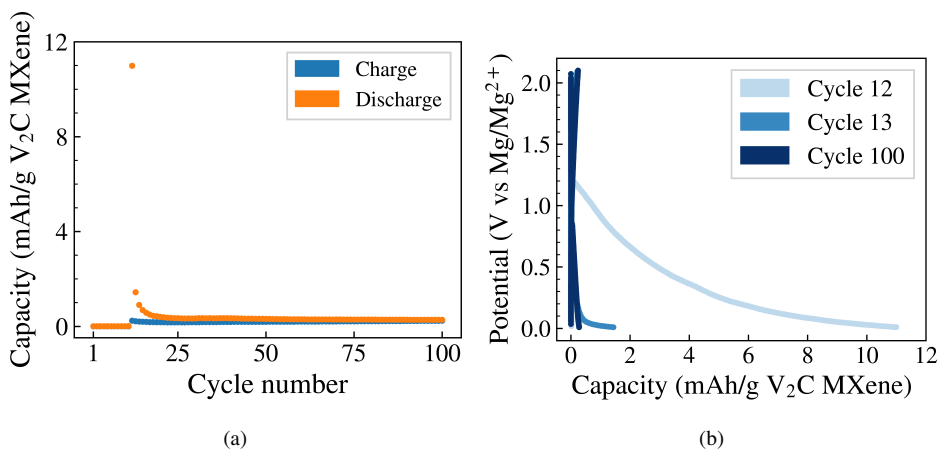 Capacity (mAh/g V₂C MXene)
12
8
4
0
Charge
Discharge
1
25
50
75
100
Cycle number
(a)
Potential (V vs Mg/Mg²⁺)
2.0
1.5
1.0
0.5
0.0
Cycle 12
Cycle 13
Cycle 100
0
2
4
6
8
10
12
Capacity (mAh/g V₂C MXene)
(b)